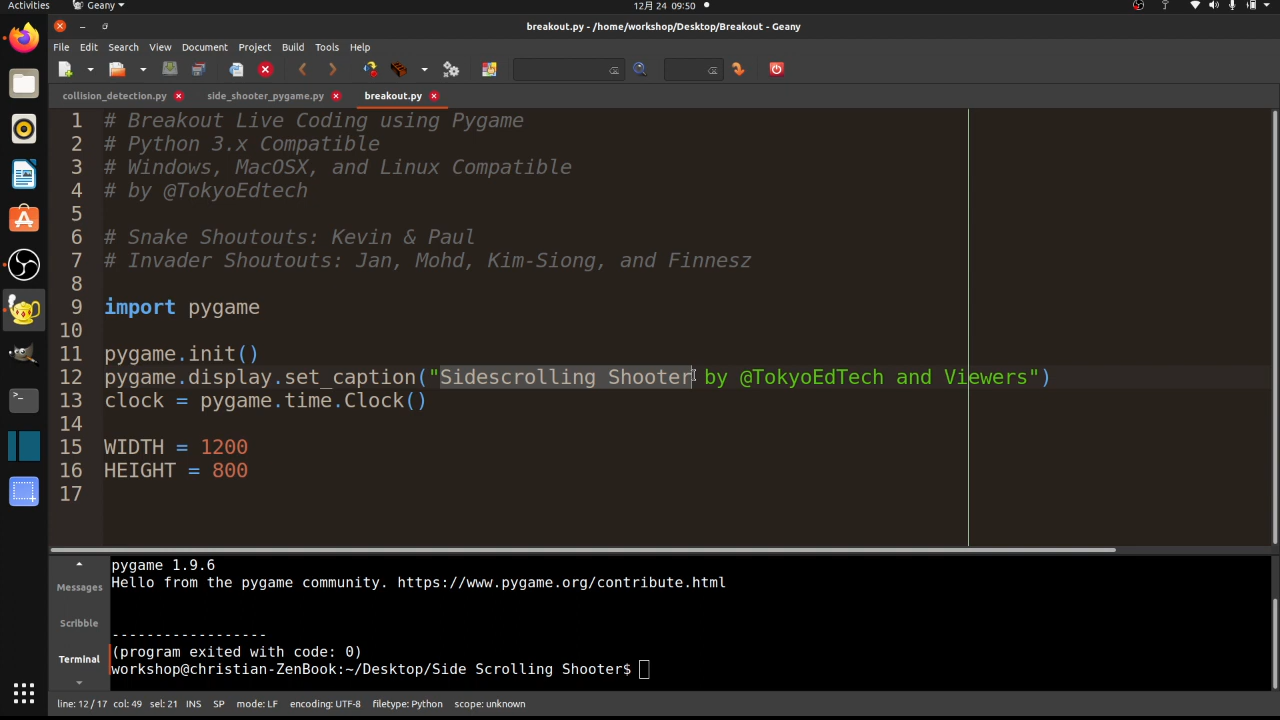 Activities
Geany
12月 24 09:50
breakout.py - /home/workshop/Desktop/Breakout - Geany
File Edit Search View Document Project Build Tools Help
collision_detection.py side_shooter_pygame.py breakout.py
1 # Breakout Live Coding using Pygame
2 # Python 3.x Compatible
3 # Windows, MacOSX, and Linux Compatible
4 # by @TokyoEdtech
5
6 # Snake Shoutouts: Kevin & Paul
7 # Invader Shoutouts: Jan, Mohd, Kim-Siong, and Finnesz
8
9 import pygame
10
11 pygame.init()
12 pygame.display.set_caption("Sidescrolling Shooter by @TokyoEdTech and Viewers")
13 clock = pygame.time.Clock()
14
15 WIDTH = 1200
16 HEIGHT = 800
17
Messages
Scribble
Terminal
pygame 1.9.6
Hello from the pygame community. https://www.pygame.org/contribute.html
------------------
(program exited with code: 0)
workshop@christian-ZenBook:~/Desktop/Side Scrolling Shooter$
line: 12 / 17 col: 49 sel: 21 INS SP mode: LF encoding: UTF-8 filetype: Python scope: unknown